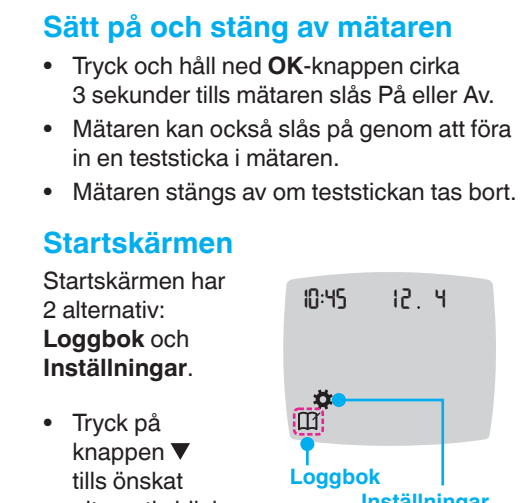 Sätt på och stäng av mätaren
• Tryck och håll ned OK-knappen cirka
3 sekunder tills mätaren slås På eller Av.
• Mätaren kan också slås på genom att föra
in en teststicka i mätaren.
• Mätaren stängs av om teststickan tas bort.
Startskärmen
Startskärmen har
2 alternativ:
Loggbok och
Inställningar.
• Tryck på
knappen ▼
tills önskat
10:45 12. 4
Loggbok
Inställningar